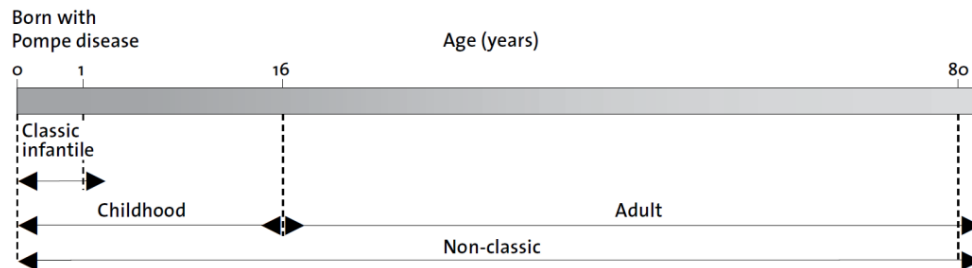 Born with
Pompe disease
Age (years)
0 1 16 80
Classic
infantile
Childhood Adult
Non-classic